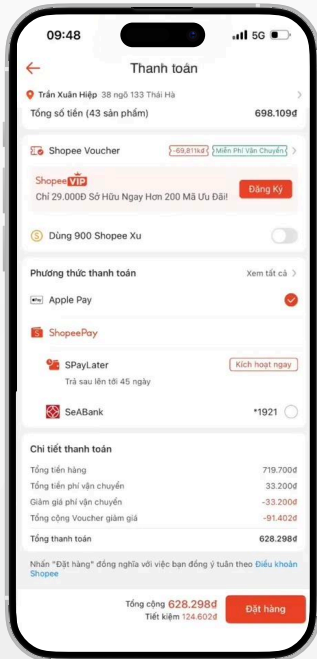 09:48
5G
Thanh toán
Trần Xuân Hiệp 38 ngõ 133 Thái Hà
Tổng số tiền (43 sản phẩm) 698.109đ
Shopee Voucher -69,811kđ Miễn Phí Vận Chuyển
Shopee VIP
Chỉ 29.000Đ Sở Hữu Ngay Hơn 200 Mã Ưu Đãi! Đăng Ký
Dùng 900 Shopee Xu
Phương thức thanh toán Xem tất cả
Apple Pay
ShopeePay
SPayLater Kích hoạt ngay
Trả sau lên tới 45 ngày
SeABank *1921
Chi tiết thanh toán
Tổng tiền hàng 719.700đ
Tổng tiền phí vận chuyển 33.200đ
Giảm giá phí vận chuyển -33.200đ
Tổng cộng Voucher giảm giá -91.402đ
Tổng thanh toán 628.298đ
Nhấn "Đặt hàng" đồng nghĩa với việc bạn đồng ý tuân theo Điều khoản
Shopee
Tổng cộng 628.298đ Đặt hàng
Tiết kiệm 124.602đ